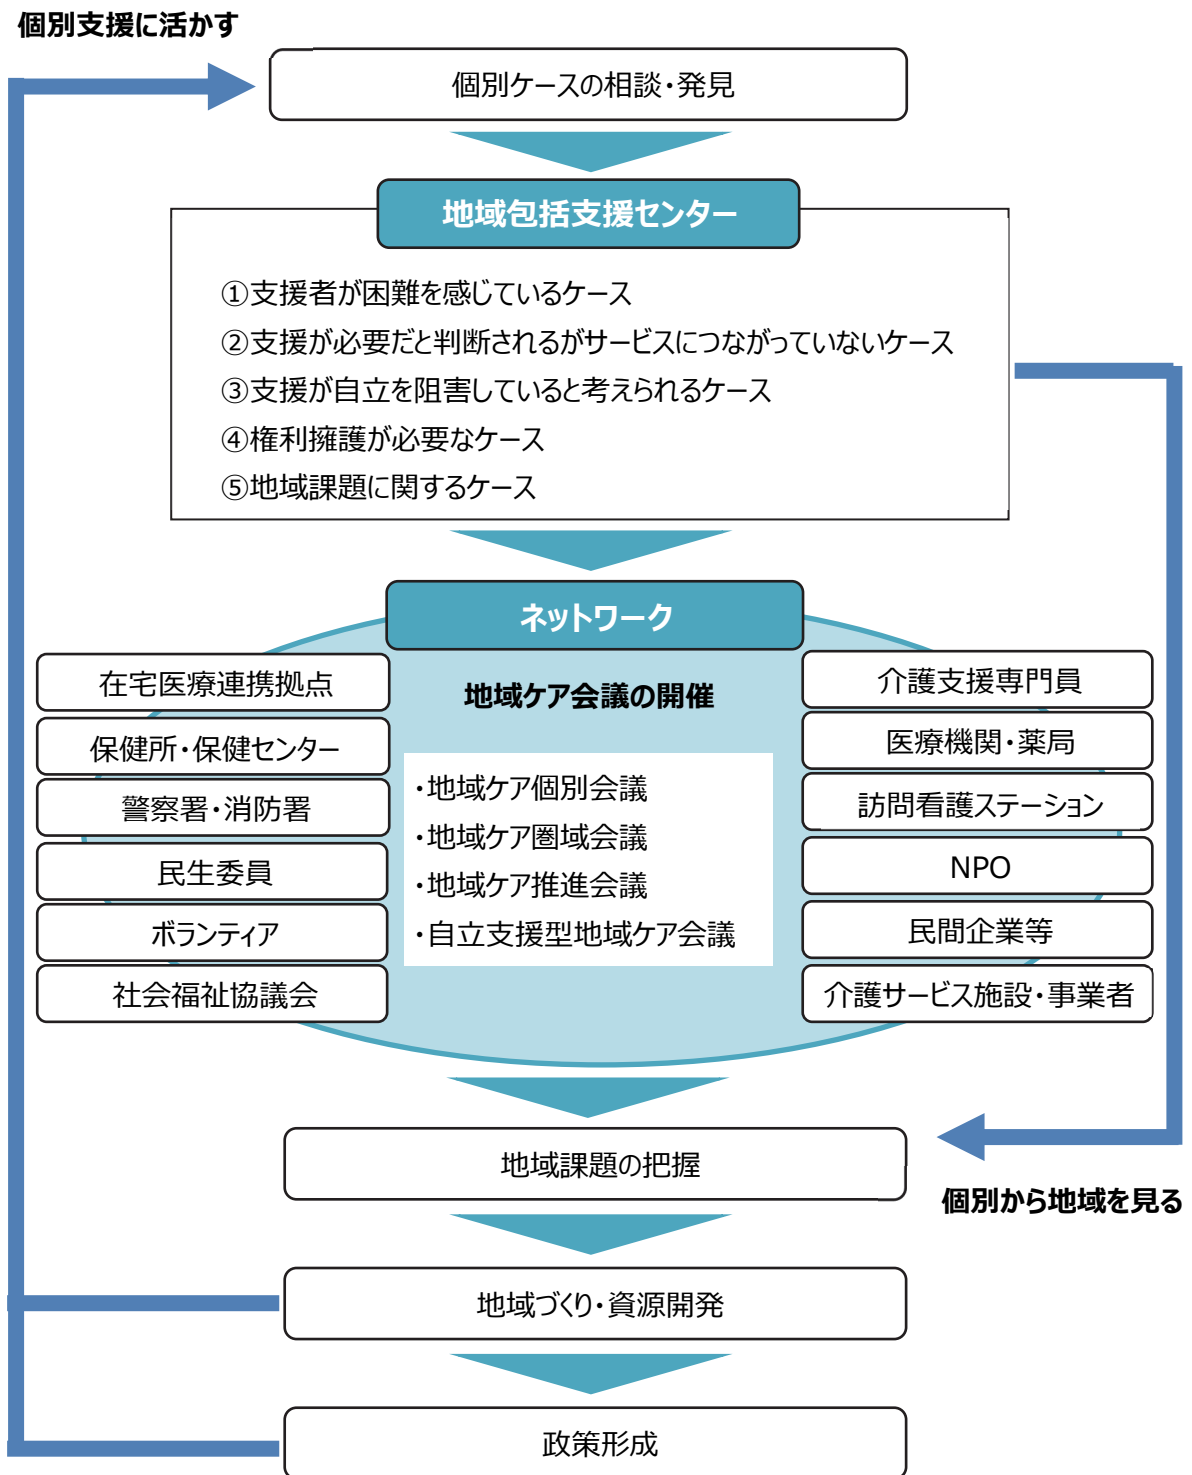 個別支援に活かす
個別ケースの相談・発見
地域包括支援センター
①支援者が困難を感じているケース
②支援が必要だと判断されるがサービスにつながっていないケース
③支援が自立を阻害していると考えられるケース
④権利擁護が必要なケース
⑤地域課題に関するケース
ネットワーク
地域ケア会議の開催
・地域ケア個別会議
・地域ケア圏域会議
・地域ケア推進会議
・自立支援型地域ケア会議
在宅医療連携拠点
保健所・保健センター
警察署・消防署
民生委員
ボランティア
社会福祉協議会
介護支援専門員
医療機関・薬局
訪問看護ステーション
NPO
民間企業等
介護サービス施設・事業者
地域課題の把握
個別から地域を見る
地域づくり・資源開発
政策形成